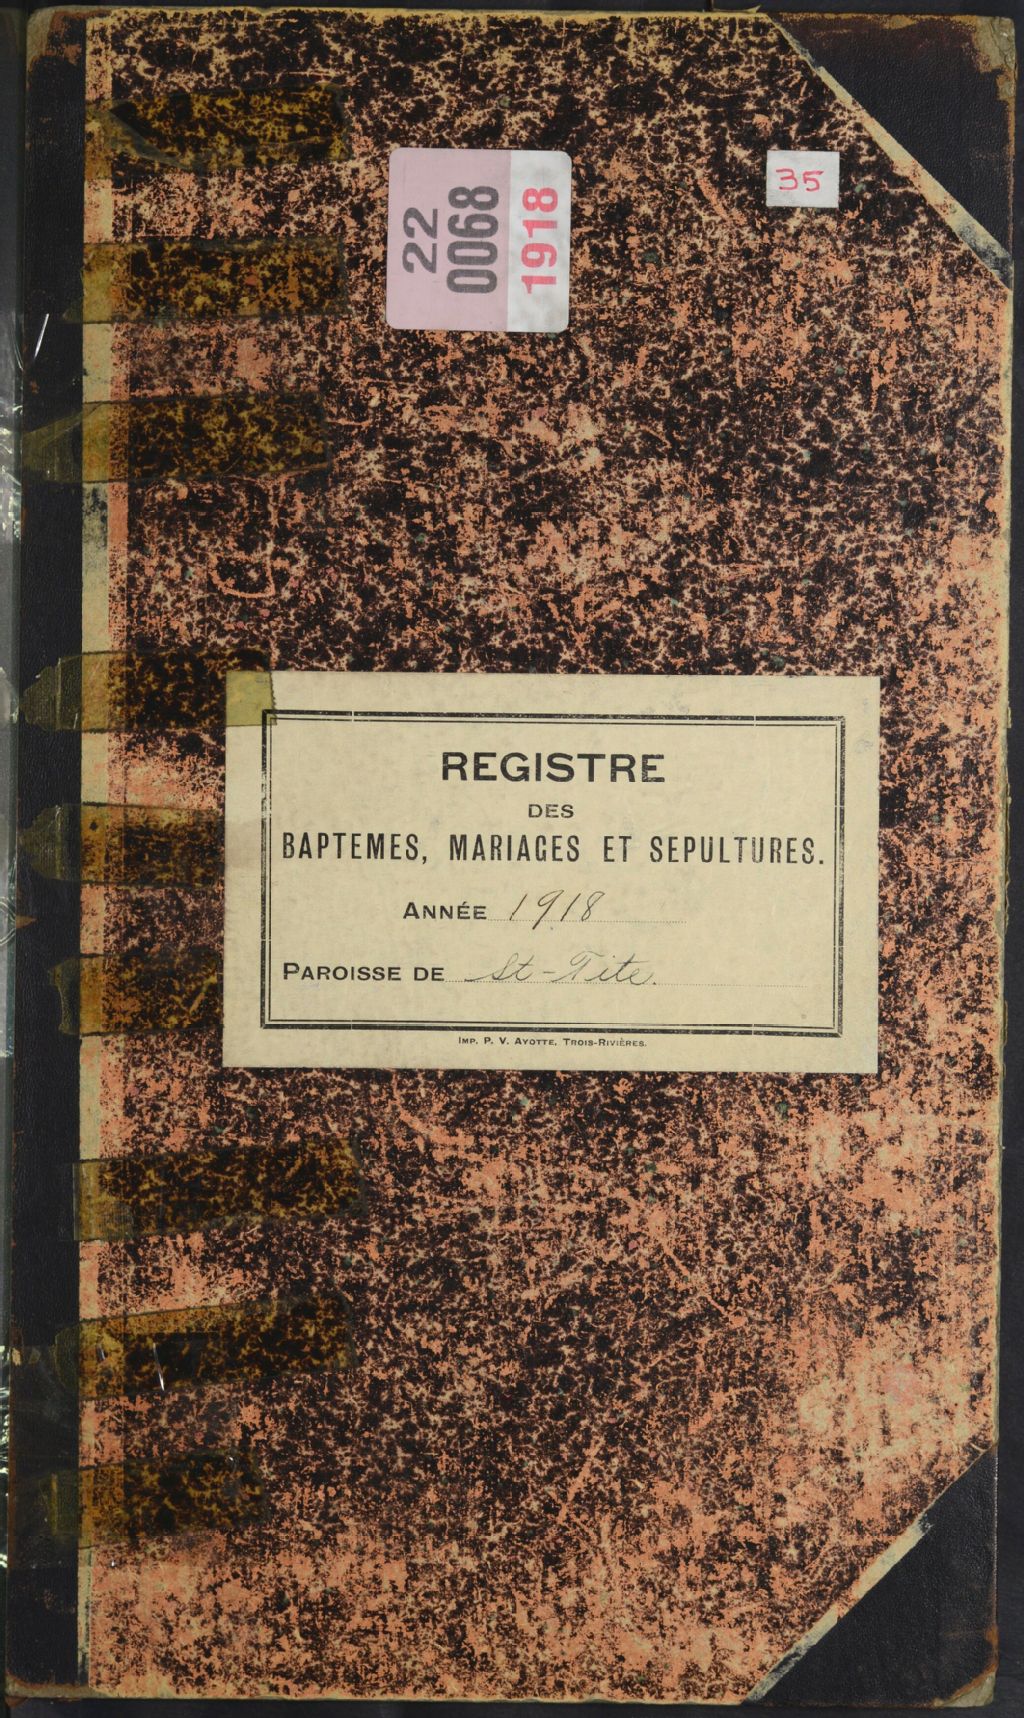 22
0068
1918
35
REGISTRE
DES
BAPTEMES, MARIAGES ET SEPULTURES.
ANNÉE 1918
PAROISSE DE St-Tite.
IMP. P. V. AYOTTE, TROIS-RIVIÈRES.